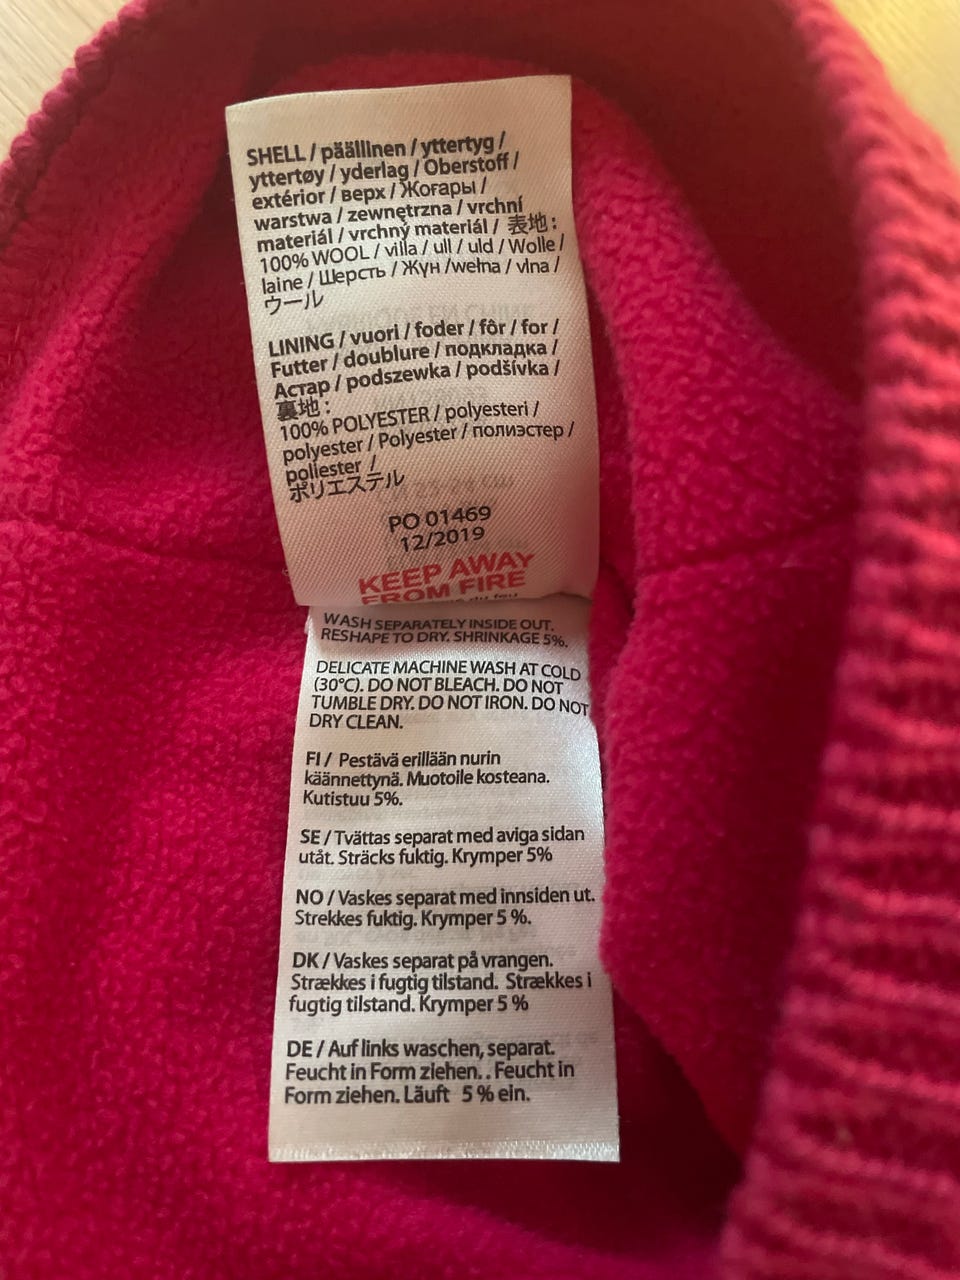 SHELL / päällinen / yttertyg /
yttertøy / yderlag / Oberstoff /
extérior / верх / Жоғары /
warstwa / zewnętrzna / vrchní
materiál / vrchný materiál / 表地:
100% WOOL / villa / ull / uld / Wolle /
laine / Шерсть / Жүн /wełna / vlna /
ウール
LINING / vuori / foder / fôr / for /
Futter / doublure / подкладка /
Астар / podszewka / podšívka /
裏地:
100% POLYESTER / polyesteri /
polyester / Polyester / полиэстер /
poliester /
ポリエステル
PO 01469
12/2019
KEEP AWAY
FROM FIRE
du feu
WASH SEPARATELY INSIDE OUT.
RESHAPE TO DRY. SHRINKAGE 5%.
DELICATE MACHINE WASH AT COLD
(30°C). DO NOT BLEACH. DO NOT
TUMBLE DRY. DO NOT IRON. DO NOT
DRY CLEAN.
FI / Pestävä erillään nurin
käännettynä. Muotoile kosteana.
Kutistuu 5%.
SE / Tvättas separat med aviga sidan
utåt. Sträcks fuktig. Krymper 5%
NO / Vaskes separat med innsiden ut.
Strekkes fuktig. Krymper 5 %.
DK / Vaskes separat på vrangen.
Strækkes i fugtig tilstand. Strækkes i
fugtig tilstand. Krymper 5 %
DE / Auf links waschen, separat.
Feucht in Form ziehen. . Feucht in
Form ziehen. Läuft 5 % ein.